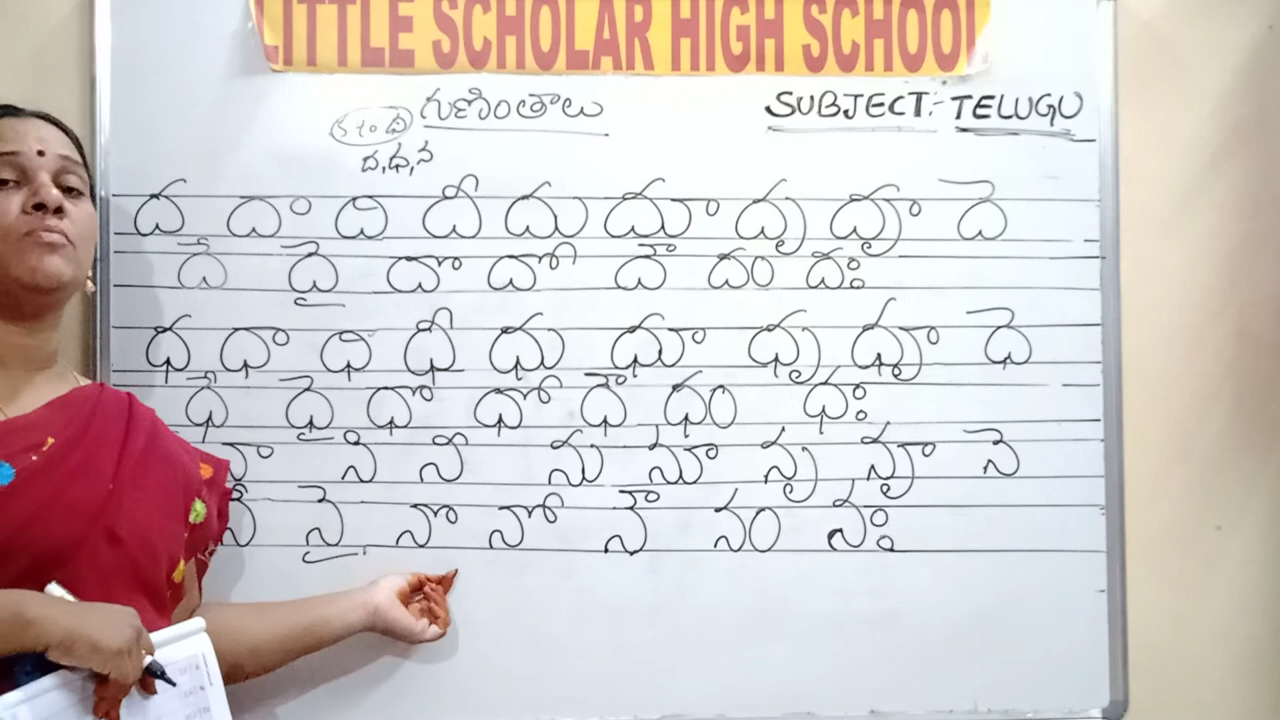 LITTLE SCHOLAR HIGH SCHOOL
గుణింతాలు SUBJECT:- TELUGU
ద, ధ, న
ద దా ది దీ దు దూ దృ దౄ దె
దే దై దొ దో దౌ దం దః
ధ ధా ధి ధీ ధు ధూ ధృ ధౄ ధె
ధే ధై ధొ ధో ధౌ ధం ధః
నా ని నీ ను నూ నృ నౄ నె
నే నై నొ నో నౌ నం నః